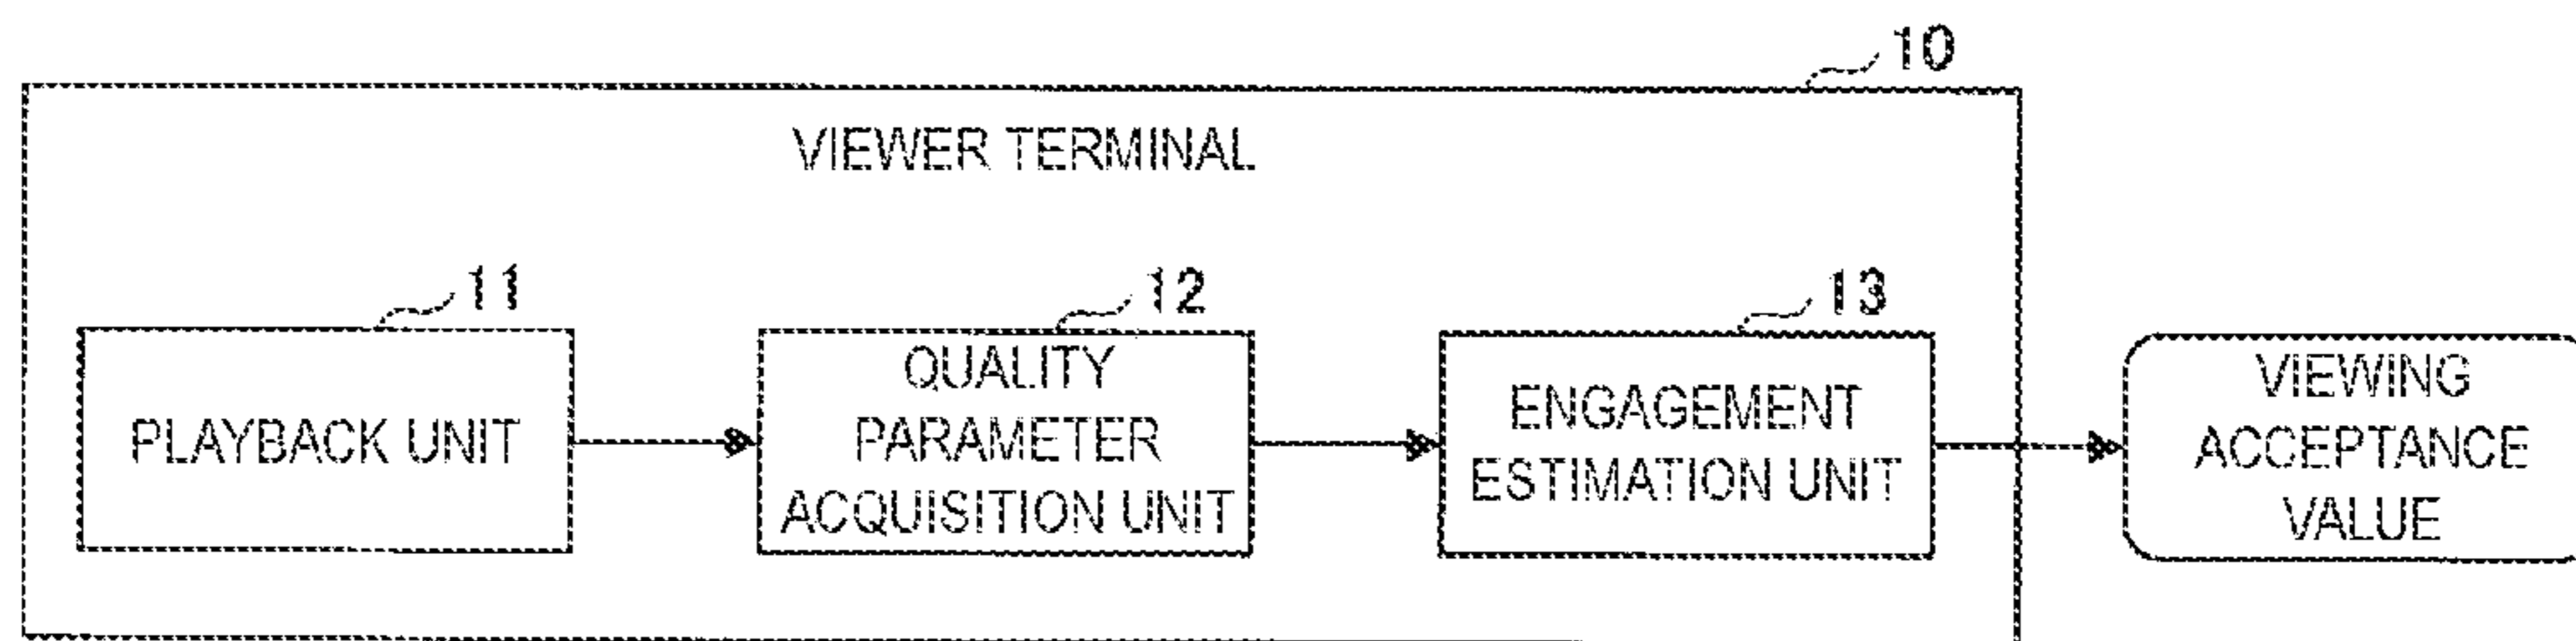 10
VIEWER TERMINAL
11
12
13
PLAYBACK UNIT
QUALITY
PARAMETER
ACQUISITION UNIT
ENGAGEMENT
ESTIMATION UNIT
VIEWING
ACCEPTANCE
VALUE